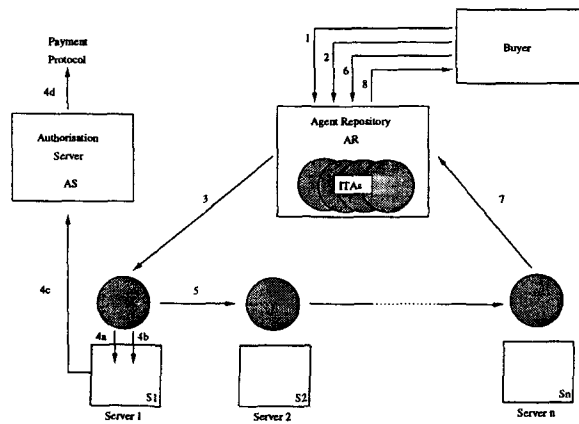 1
2
6
8
Buyer
Payment
Protocol
4d
Authorisation
Server
AS
Agent Repository
AR
ITAs
3
7
4c
5
4a
4b
S1
S2
Sn
Server 1
Server 2
Server n